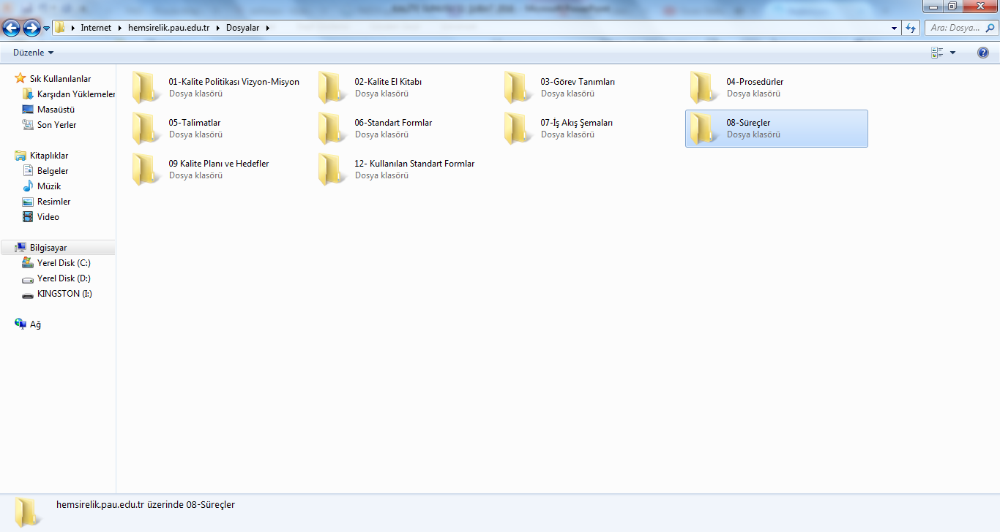 Internet ▸ hemsirelik.pau.edu.tr ▸ Dosyalar ▸
Ara: Dosya...
Düzenle
Sık Kullanılanlar
Karşıdan Yüklemeler
Masaüstü
Son Yerler
Kitaplıklar
Belgeler
Müzik
Resimler
Video
Bilgisayar
Yerel Disk (C:)
Yerel Disk (D:)
KINGSTON (I:)
Ağ
01-Kalite Politikası Vizyon-Misyon
Dosya klasörü
02-Kalite El Kitabı
Dosya klasörü
03-Görev Tanımları
Dosya klasörü
04-Prosedürler
Dosya klasörü
05-Talimatlar
Dosya klasörü
06-Standart Formlar
Dosya klasörü
07-İş Akış Şemaları
Dosya klasörü
08-Süreçler
Dosya klasörü
09 Kalite Planı ve Hedefler
Dosya klasörü
12- Kullanılan Standart Formlar
Dosya klasörü
hemsirelik.pau.edu.tr üzerinde 08-Süreçler